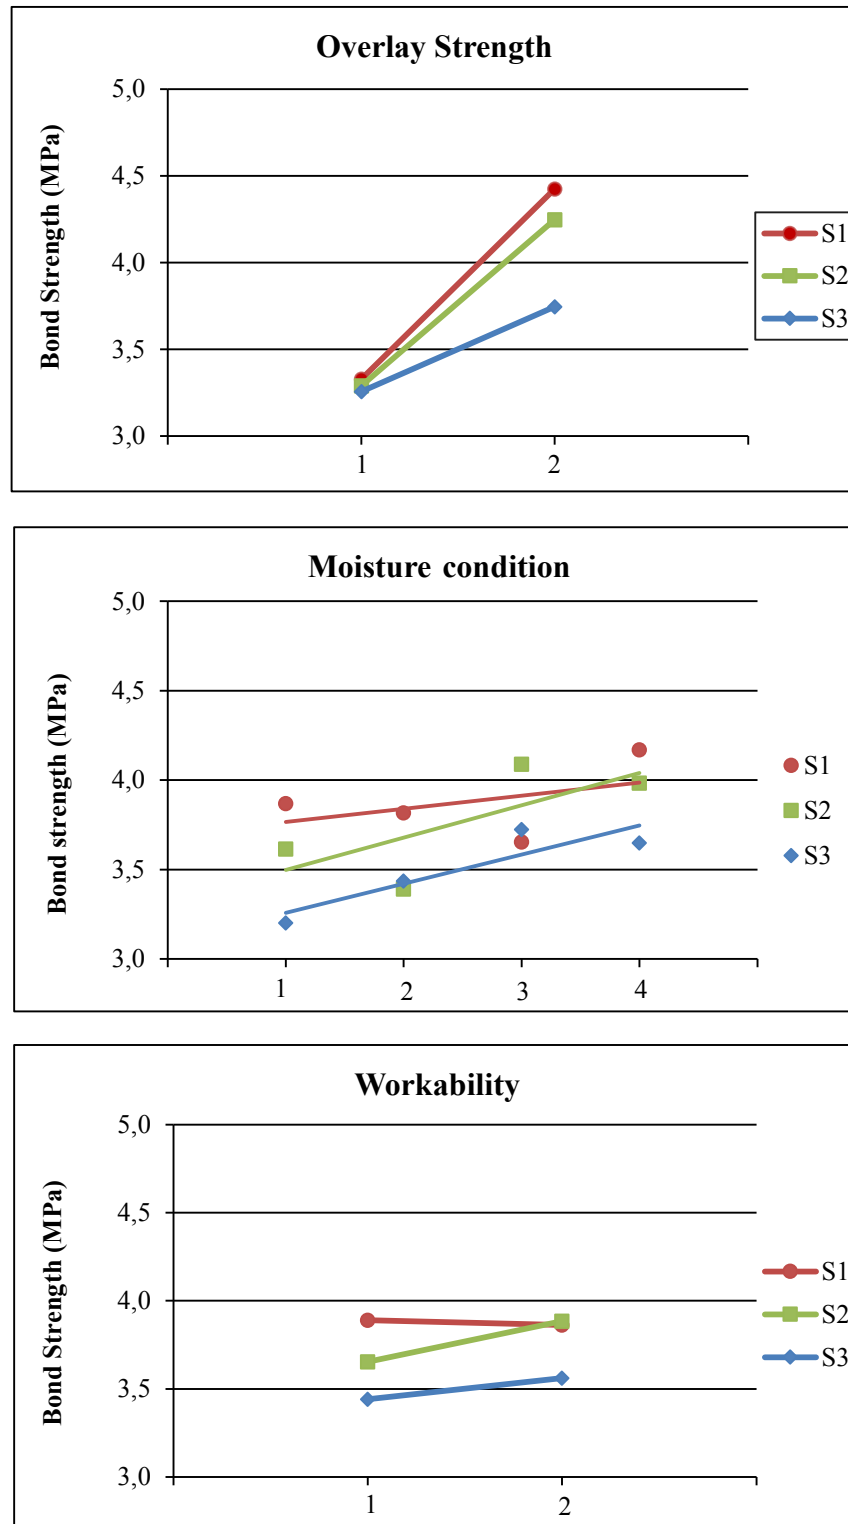 Overlay Strength
Bond Strength (MPa)
5,0
4,5
4,0
3,5
3,0
1 2
S1
S2
S3
Moisture condition
Bond strength (MPa)
5,0
4,5
4,0
3,5
3,0
1 2 3 4
S1
S2
S3
Workability
Bond Strength (MPa)
5,0
4,5
4,0
3,5
3,0
1 2
S1
S2
S3